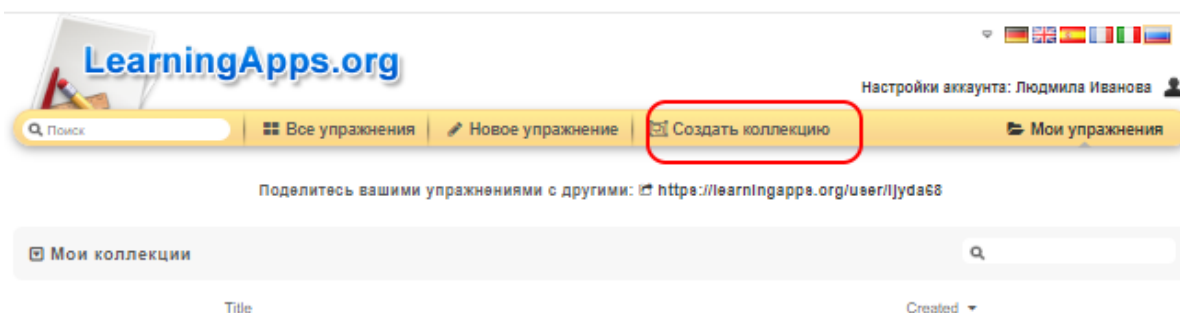 LearningApps.org
Настройки аккаунта: Людмила Иванова
Поиск Все упражнения Новое упражнение Создать коллекцию Мои упражнения
Поделитесь вашими упражнениями с другими: https://learningapps.org/user/ljyda68
Мои коллекции
Title Created